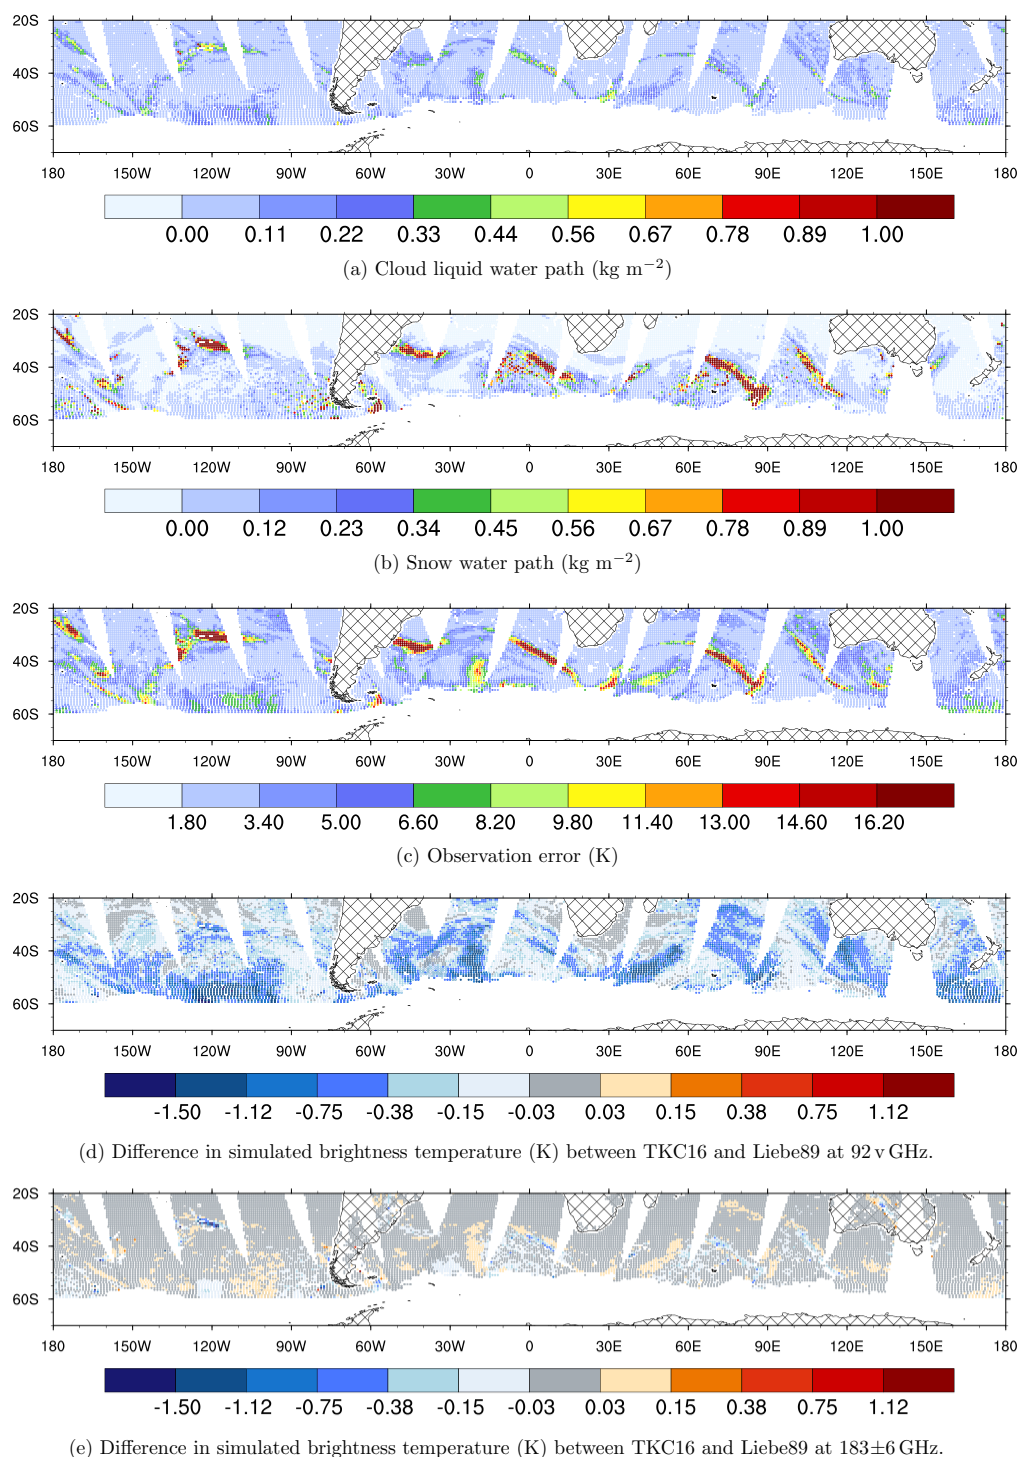 20S
40S
60S
180 150W 120W 90W 60W 30W 0 30E 60E 90E 120E 150E 180
0.00 0.11 0.22 0.33 0.44 0.56 0.67 0.78 0.89 1.00
(a) Cloud liquid water path (kg m−2)
20S
40S
60S
180 150W 120W 90W 60W 30W 0 30E 60E 90E 120E 150E 180
0.00 0.12 0.23 0.34 0.45 0.56 0.67 0.78 0.89 1.00
(b) Snow water path (kg m−2)
20S
40S
60S
180 150W 120W 90W 60W 30W 0 30E 60E 90E 120E 150E 180
1.80 3.40 5.00 6.60 8.20 9.80 11.40 13.00 14.60 16.20
(c) Observation error (K)
20S
40S
60S
180 150W 120W 90W 60W 30W 0 30E 60E 90E 120E 150E 180
-1.50 -1.12 -0.75 -0.38 -0.15 -0.03 0.03 0.15 0.38 0.75 1.12
(d) Difference in simulated brightness temperature (K) between TKC16 and Liebe89 at 92 v GHz.
20S
40S
60S
180 150W 120W 90W 60W 30W 0 30E 60E 90E 120E 150E 180
-1.50 -1.12 -0.75 -0.38 -0.15 -0.03 0.03 0.15 0.38 0.75 1.12
(e) Difference in simulated brightness temperature (K) between TKC16 and Liebe89 at 183±6 GHz.